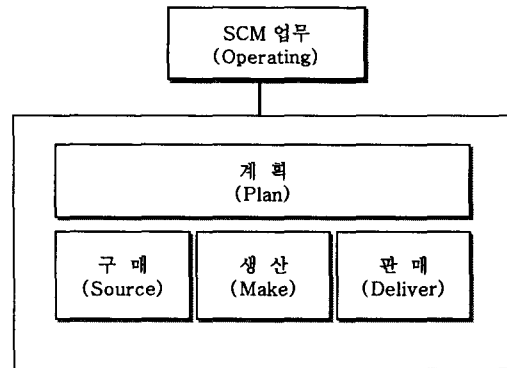 SCM 업무
(Operating)
계 획
(Plan)
구 매
(Source)
생 산
(Make)
판 매
(Deliver)